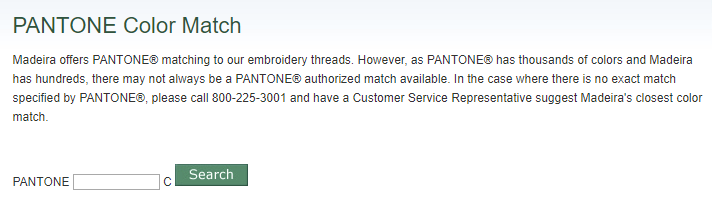 PANTONE Color Match
Madeira offers PANTONE® matching to our embroidery threads. However, as PANTONE® has thousands of colors and Madeira
has hundreds, there may not always be a PANTONE® authorized match available. In the case where there is no exact match
specified by PANTONE®, please call 800-225-3001 and have a Customer Service Representative suggest Madeira's closest color
match.
PANTONE C Search